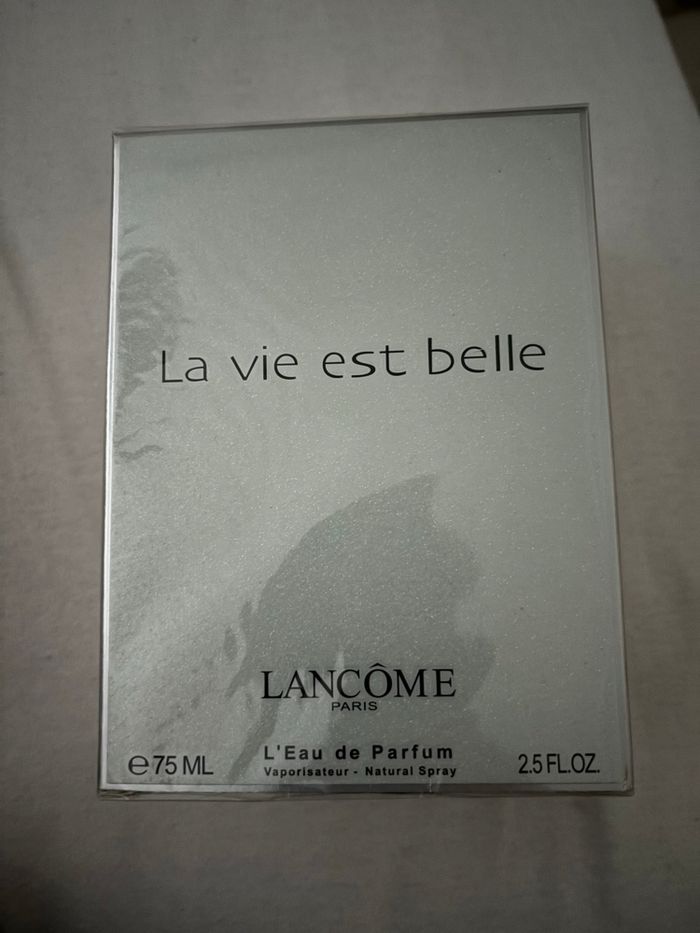 La vie est belle
LANCÔME
PARIS
L'Eau de Parfum
℮75 ML
Vaporisateur - Natural Spray
2.5 FL.OZ.